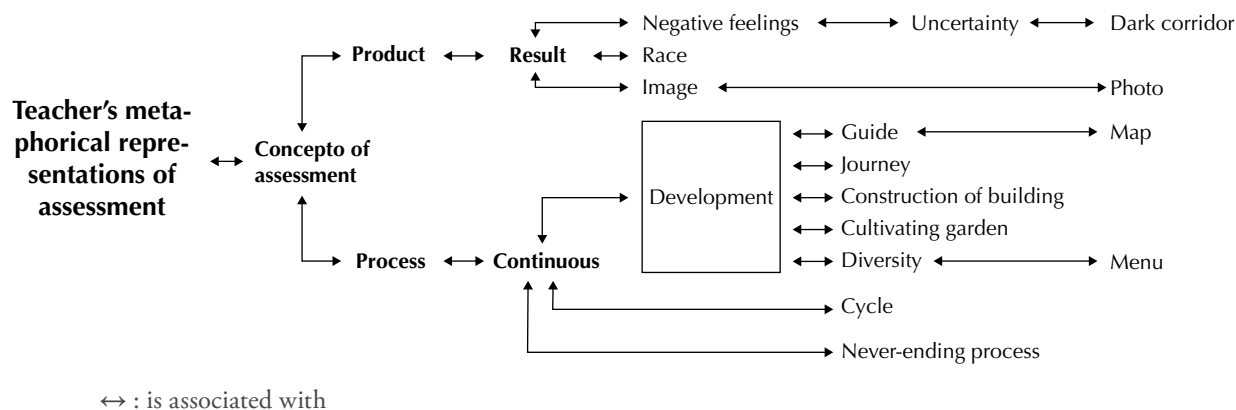 Teacher's meta-
phorical repre-
sentations of
assessment
Concepto of
assessment
Product
Result
Negative feelings
Uncertainty
Dark corridor
Race
Image
Photo
Process
Continuous
Development
Guide
Map
Journey
Construction of building
Cultivating garden
Diversity
Menu
Cycle
Never-ending process
↔ : is associated with